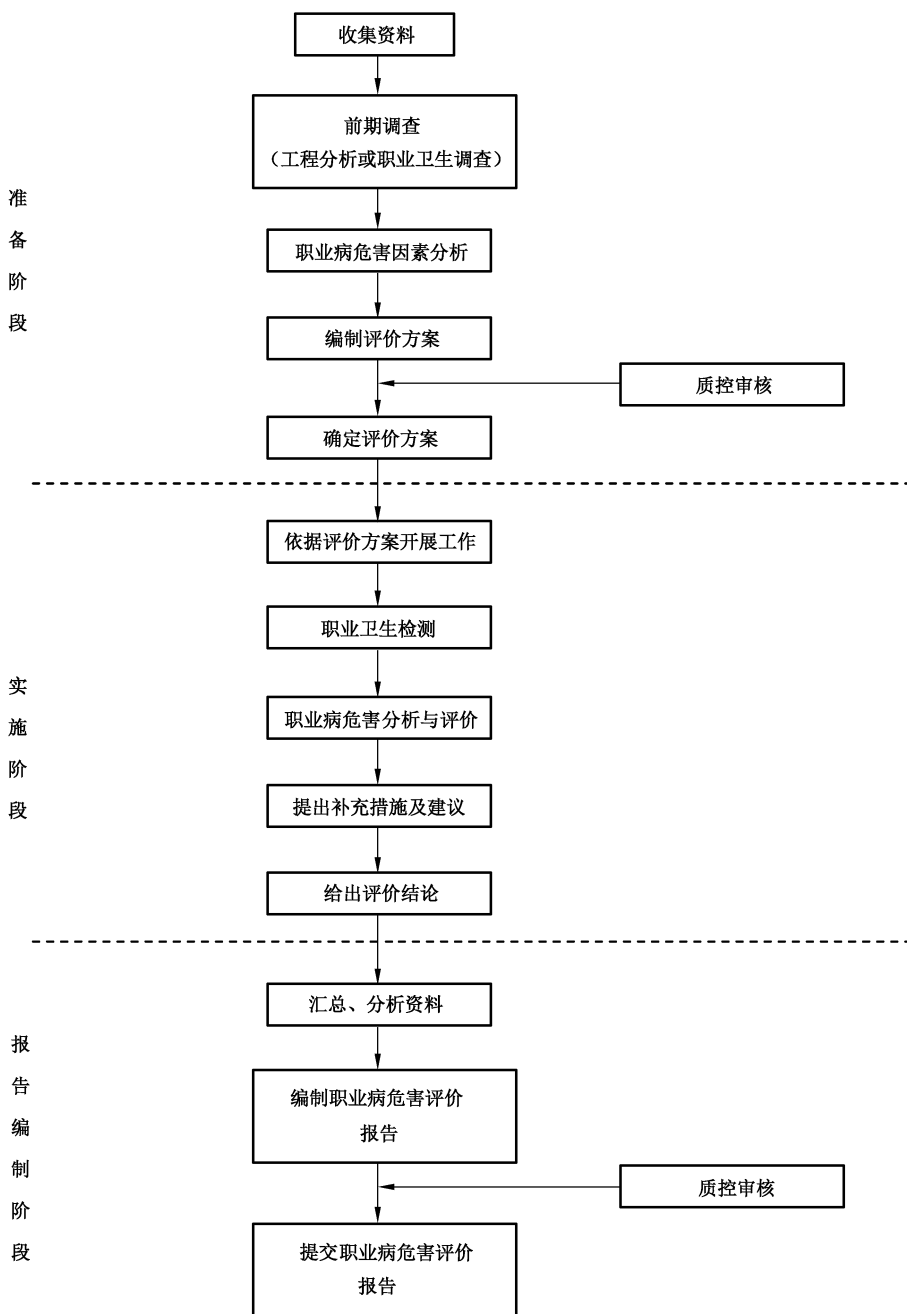 收集资料
前期调查
（工程分析或职业卫生调查）
职业病危害因素分析
编制评价方案
质控审核
确定评价方案
准
备
阶
段
依据评价方案开展工作
职业卫生检测
职业病危害分析与评价
提出补充措施及建议
给出评价结论
实
施
阶
段
汇总、分析资料
编制职业病危害评价
报告
质控审核
提交职业病危害评价
报告
报
告
编
制
阶
段